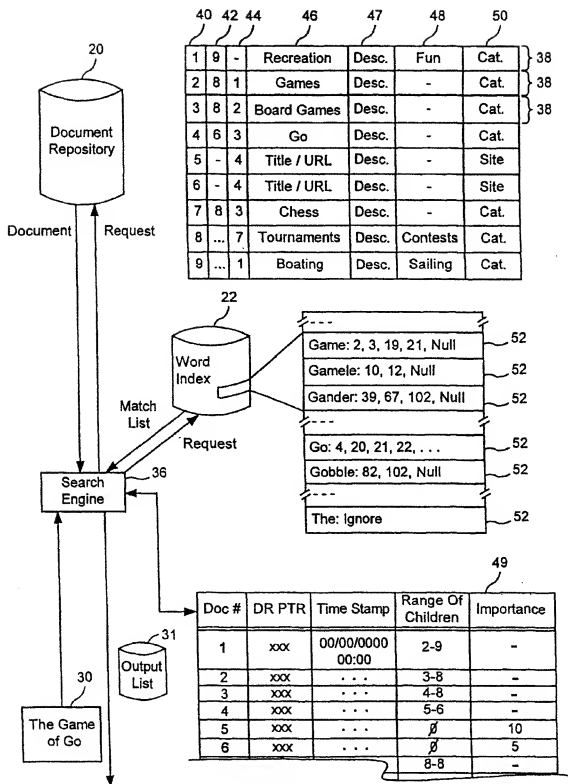 40 42 44 46 47 48 50
1 9 - Recreation Desc. Fun Cat. 38
2 8 1 Games Desc. - Cat. 38
3 8 2 Board Games Desc. - Cat. 38
4 6 3 Go Desc. - Cat.
5 - 4 Title / URL Desc. - Site
6 - 4 Title / URL Desc. - Site
7 8 3 Chess Desc. - Cat.
8 ... 7 Tournaments Desc. Contests Cat.
9 ... 1 Boating Desc. Sailing Cat.
20
Document
Repository
Document
Request
22
Word
Index
Match
List
Request
-----
Game: 2, 3, 19, 21, Null 52
Gamele: 10, 12, Null 52
Gander: 39, 67, 102, Null 52
-----
Go: 4, 20, 21, 22, . . . 52
Gobble: 82, 102, Null 52
-----
The: Ignore 52
Search
Engine
36
49
Doc # DR PTR Time Stamp Range Of Children Importance
1 xxx 00/00/0000 00:00 2-9 -
2 xxx . . . 3-8 -
3 xxx . . . 4-8 -
4 xxx . . . 5-6 -
5 xxx . . . ∅ 10
6 xxx . . . ∅ 5
8-8 -
31
Output
List
30
The Game
of Go